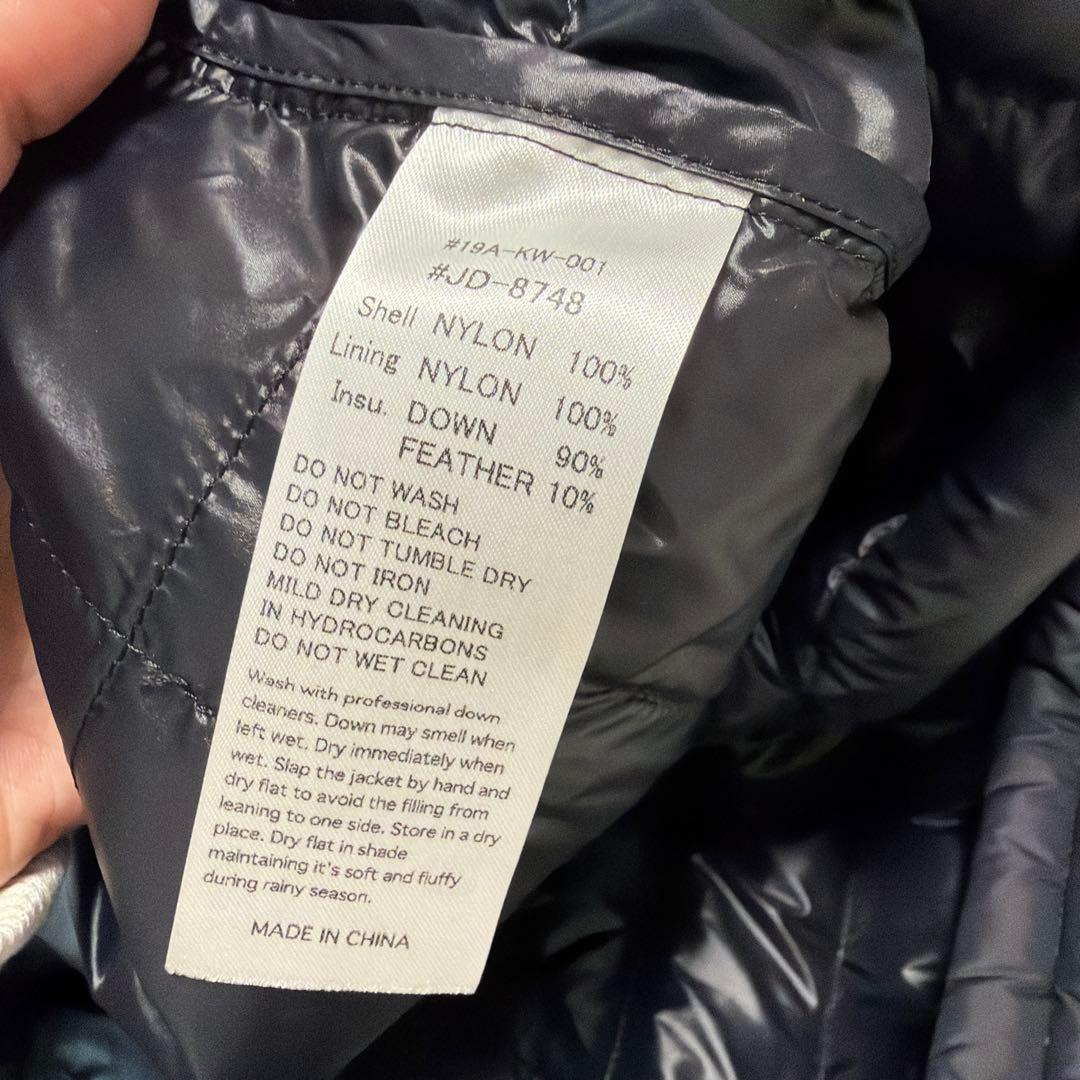 #19A-KW-001
#JD-8748
Shell NYLON 100%
Lining NYLON 100%
Insu. DOWN 90%
FEATHER 10%
DO NOT WASH
DO NOT BLEACH
DO NOT TUMBLE DRY
DO NOT IRON
MILD DRY CLEANING
IN HYDROCARBONS
DO NOT WET CLEAN
Wash with professional down
cleaners. Down may smell when
left wet. Dry immediately when
wet. Slap the jacket by hand and
dry flat to avoid the filling from
leaning to one side. Store in a dry
place. Dry flat in shade
maintaining it's soft and fluffy
during rainy season.
MADE IN CHINA